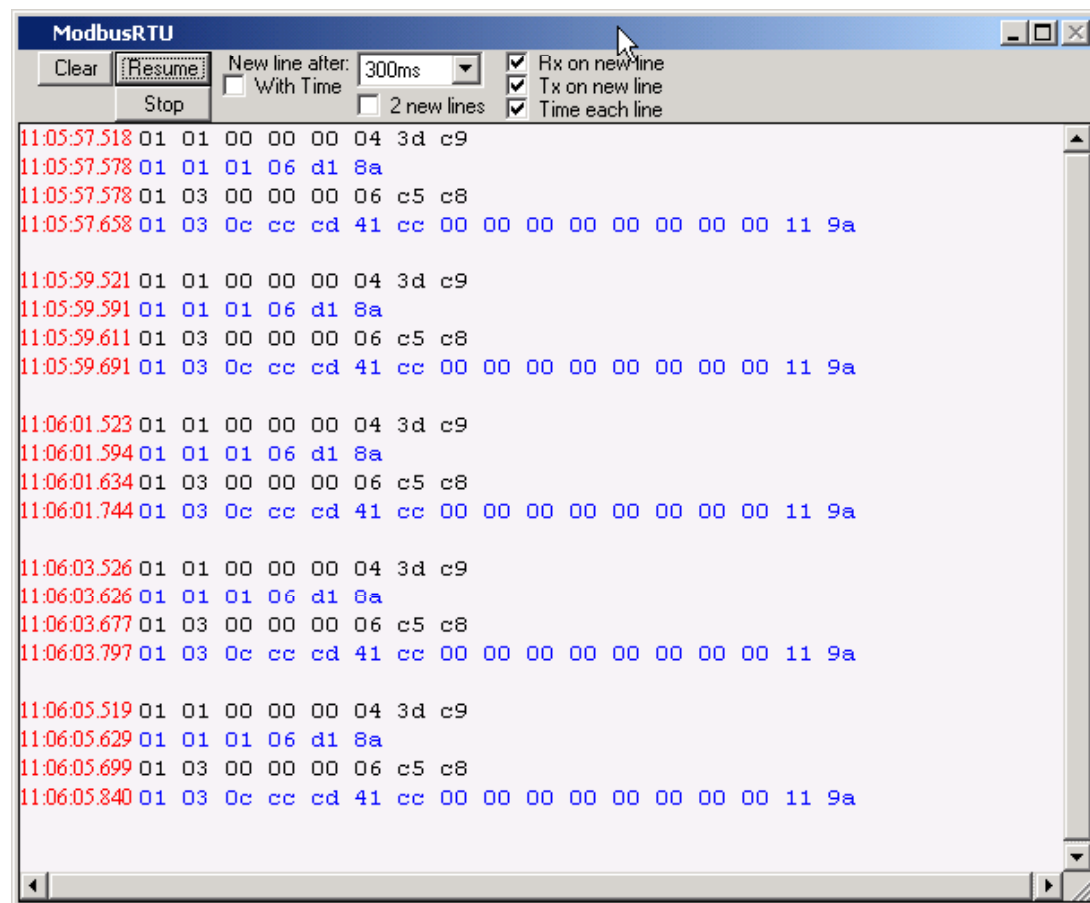 ModbusRTU
Clear Resume New line after: 300ms Rx on new line
With Time Tx on new line
Stop 2 new lines Time each line
11:05:57.518 01 01 00 00 00 04 3d c9
11:05:57.578 01 01 01 06 d1 8a
11:05:57.578 01 03 00 00 00 06 c5 c8
11:05:57.658 01 03 0c cc cd 41 cc 00 00 00 00 00 00 00 00 11 9a
11:05:59.521 01 01 00 00 00 04 3d c9
11:05:59.591 01 01 01 06 d1 8a
11:05:59.611 01 03 00 00 00 06 c5 c8
11:05:59.691 01 03 0c cc cd 41 cc 00 00 00 00 00 00 00 00 11 9a
11:06:01.523 01 01 00 00 00 04 3d c9
11:06:01.594 01 01 01 06 d1 8a
11:06:01.634 01 03 00 00 00 06 c5 c8
11:06:01.744 01 03 0c cc cd 41 cc 00 00 00 00 00 00 00 00 11 9a
11:06:03.526 01 01 00 00 00 04 3d c9
11:06:03.626 01 01 01 06 d1 8a
11:06:03.677 01 03 00 00 00 06 c5 c8
11:06:03.797 01 03 0c cc cd 41 cc 00 00 00 00 00 00 00 00 11 9a
11:06:05.519 01 01 00 00 00 04 3d c9
11:06:05.629 01 01 01 06 d1 8a
11:06:05.699 01 03 00 00 00 06 c5 c8
11:06:05.840 01 03 0c cc cd 41 cc 00 00 00 00 00 00 00 00 11 9a